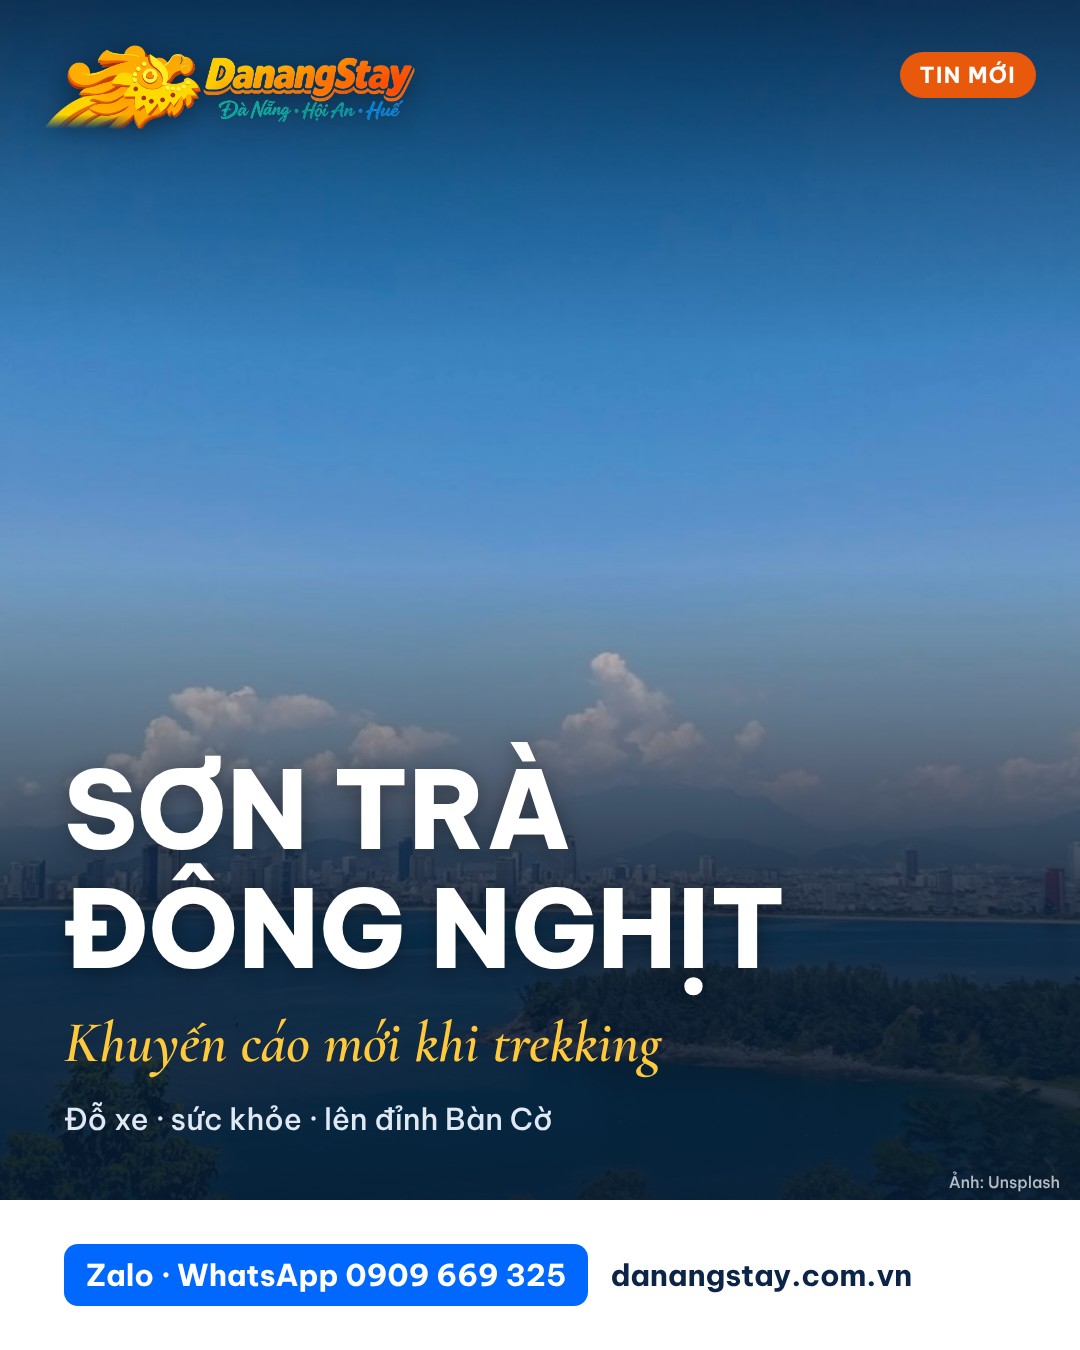 DanangStay
Đà Nẵng · Hội An · Huế
TIN MỚI
SƠN TRÀ
ĐÔNG NGHỊT
Khuyến cáo mới khi trekking
Đỗ xe · sức khỏe · lên đỉnh Bàn Cờ
Ảnh: Unsplash
Zalo · WhatsApp 0909 669 325
danangstay.com.vn